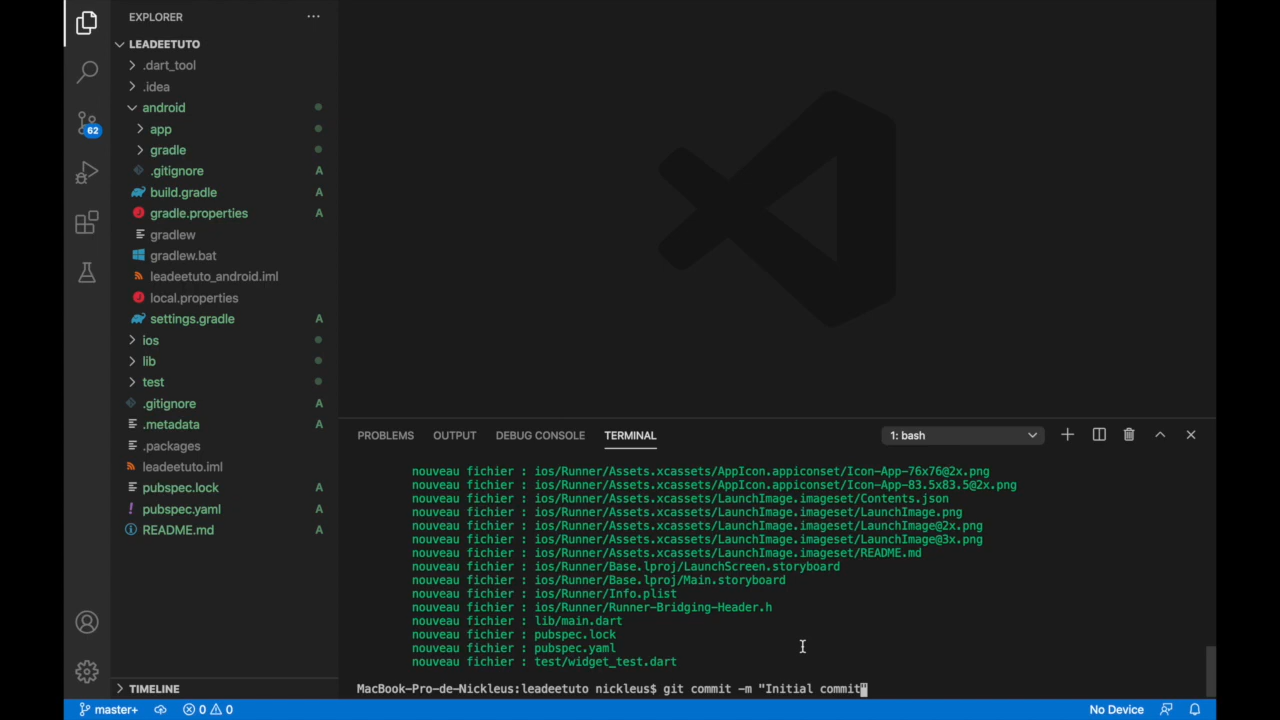 EXPLORER
LEADEETUTO
.dart_tool
.idea
android
app
gradle
.gitignore A
build.gradle A
gradle.properties A
gradlew
gradlew.bat
leadeetuto_android.iml
local.properties
settings.gradle A
ios
lib
test
.gitignore A
.metadata A
.packages
leadeetuto.iml
pubspec.lock A
pubspec.yaml A
README.md A
TIMELINE
62
PROBLEMS OUTPUT DEBUG CONSOLE TERMINAL 1: bash
nouveau fichier : ios/Runner/Assets.xcassets/AppIcon.appiconset/Icon-App-76x76@2x.png
nouveau fichier : ios/Runner/Assets.xcassets/AppIcon.appiconset/Icon-App-83.5x83.5@2x.png
nouveau fichier : ios/Runner/Assets.xcassets/LaunchImage.imageset/Contents.json
nouveau fichier : ios/Runner/Assets.xcassets/LaunchImage.imageset/LaunchImage.png
nouveau fichier : ios/Runner/Assets.xcassets/LaunchImage.imageset/LaunchImage@2x.png
nouveau fichier : ios/Runner/Assets.xcassets/LaunchImage.imageset/LaunchImage@3x.png
nouveau fichier : ios/Runner/Assets.xcassets/LaunchImage.imageset/README.md
nouveau fichier : ios/Runner/Base.lproj/LaunchScreen.storyboard
nouveau fichier : ios/Runner/Base.lproj/Main.storyboard
nouveau fichier : ios/Runner/Info.plist
nouveau fichier : ios/Runner/Runner-Bridging-Header.h
nouveau fichier : lib/main.dart
nouveau fichier : pubspec.lock
nouveau fichier : pubspec.yaml
nouveau fichier : test/widget_test.dart
MacBook-Pro-de-Nickleus:leadeetuto nickleus$ git commit -m "Initial commit
master+ 0 0 No Device